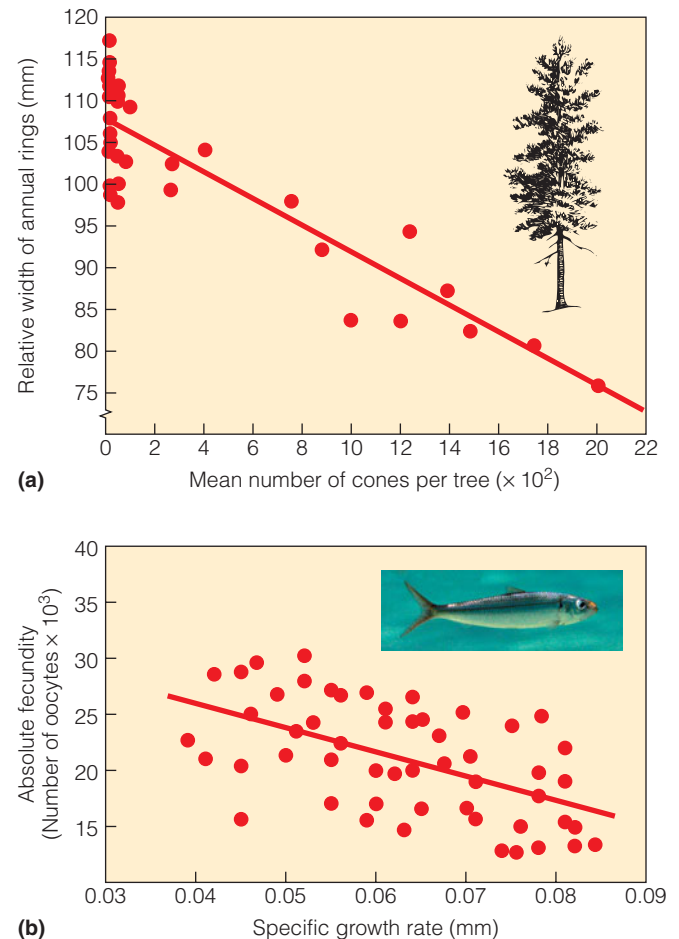 120
115
110
105
100
95
90
85
80
75
Relative width of annual rings (mm)
0 2 4 6 8 10 12 14 16 18 20 22
(a) Mean number of cones per tree (× 10²)
40
35
30
25
20
15
Absolute fecundity
(Number of oocytes × 10³)
0.03 0.04 0.05 0.06 0.07 0.08 0.09
(b) Specific growth rate (mm)